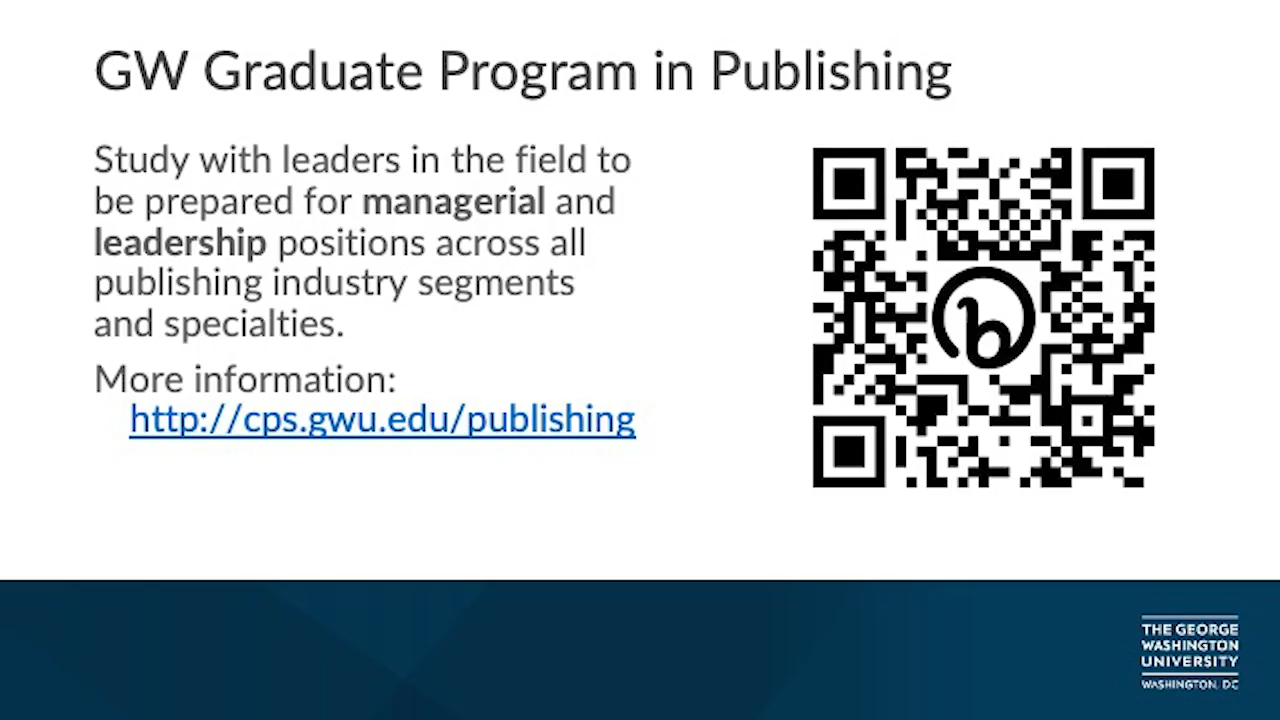 GW Graduate Program in Publishing
Study with leaders in the field to
be prepared for managerial and
leadership positions across all
publishing industry segments
and specialties.
More information:
http://cps.gwu.edu/publishing
b
THE GEORGE
WASHINGTON
UNIVERSITY
WASHINGTON, DC